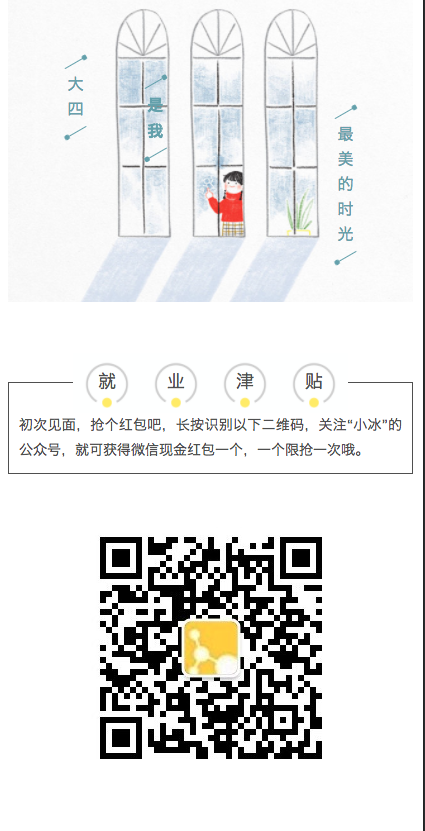 大四
是我
最美的时光
就业津贴
初次见面，抢个红包吧，长按识别以下二维码，关注“小冰”的
公众号，就可获得微信现金红包一个，一个限抢一次哦。